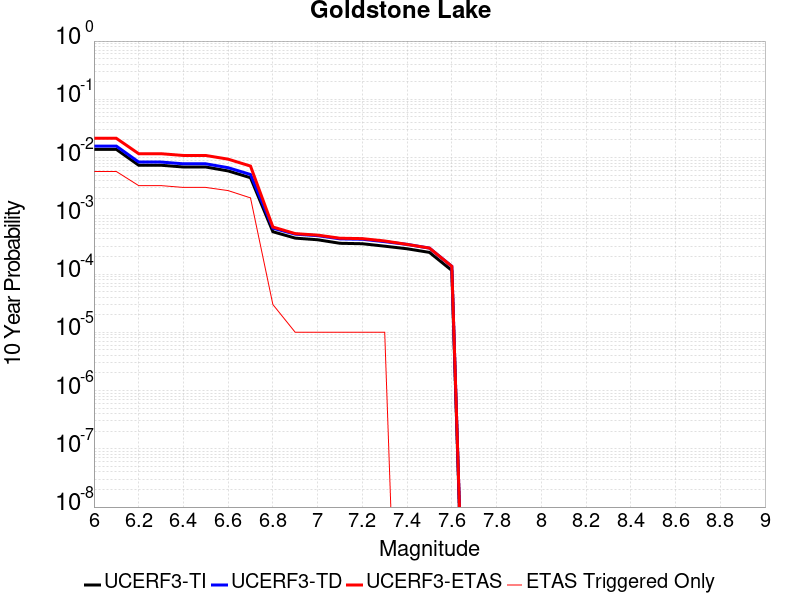 Goldstone Lake
10 0
10 -1
10 -2
10 -3
10 -4
10 -5
10 -6
10 -7
10 -8
10 Year Probability
6 6.2 6.4 6.6 6.8 7 7.2 7.4 7.6 7.8 8 8.2 8.4 8.6 8.8 9
Magnitude
UCERF3-TI UCERF3-TD UCERF3-ETAS ETAS Triggered Only